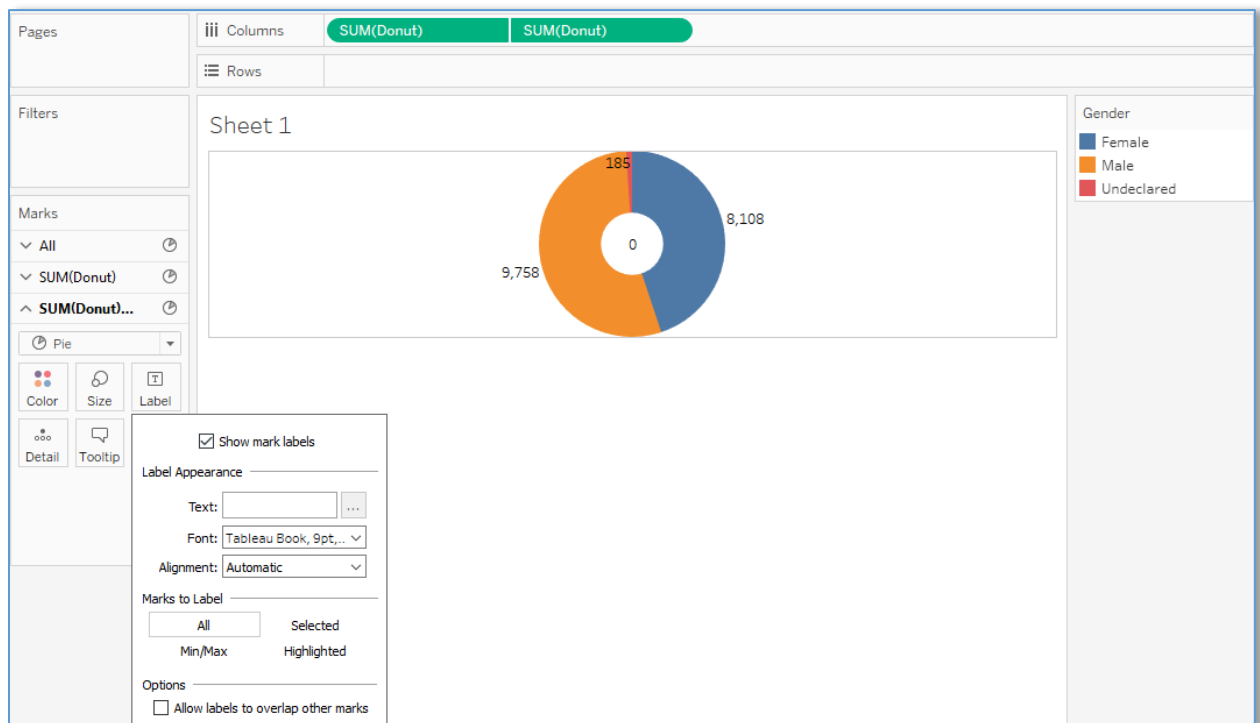 Pages
Columns
SUM(Donut) SUM(Donut)
Rows
Filters
Marks
All
SUM(Donut)
SUM(Donut)...
Pie
Color Size Label
Detail Tooltip
Show mark labels
Label Appearance
Text: ...
Font: Tableau Book, 9pt,..
Alignment: Automatic
Marks to Label
All Selected
Min/Max Highlighted
Options
Allow labels to overlap other marks
Sheet 1
185
8,108
0
9,758
Gender
Female
Male
Undeclared